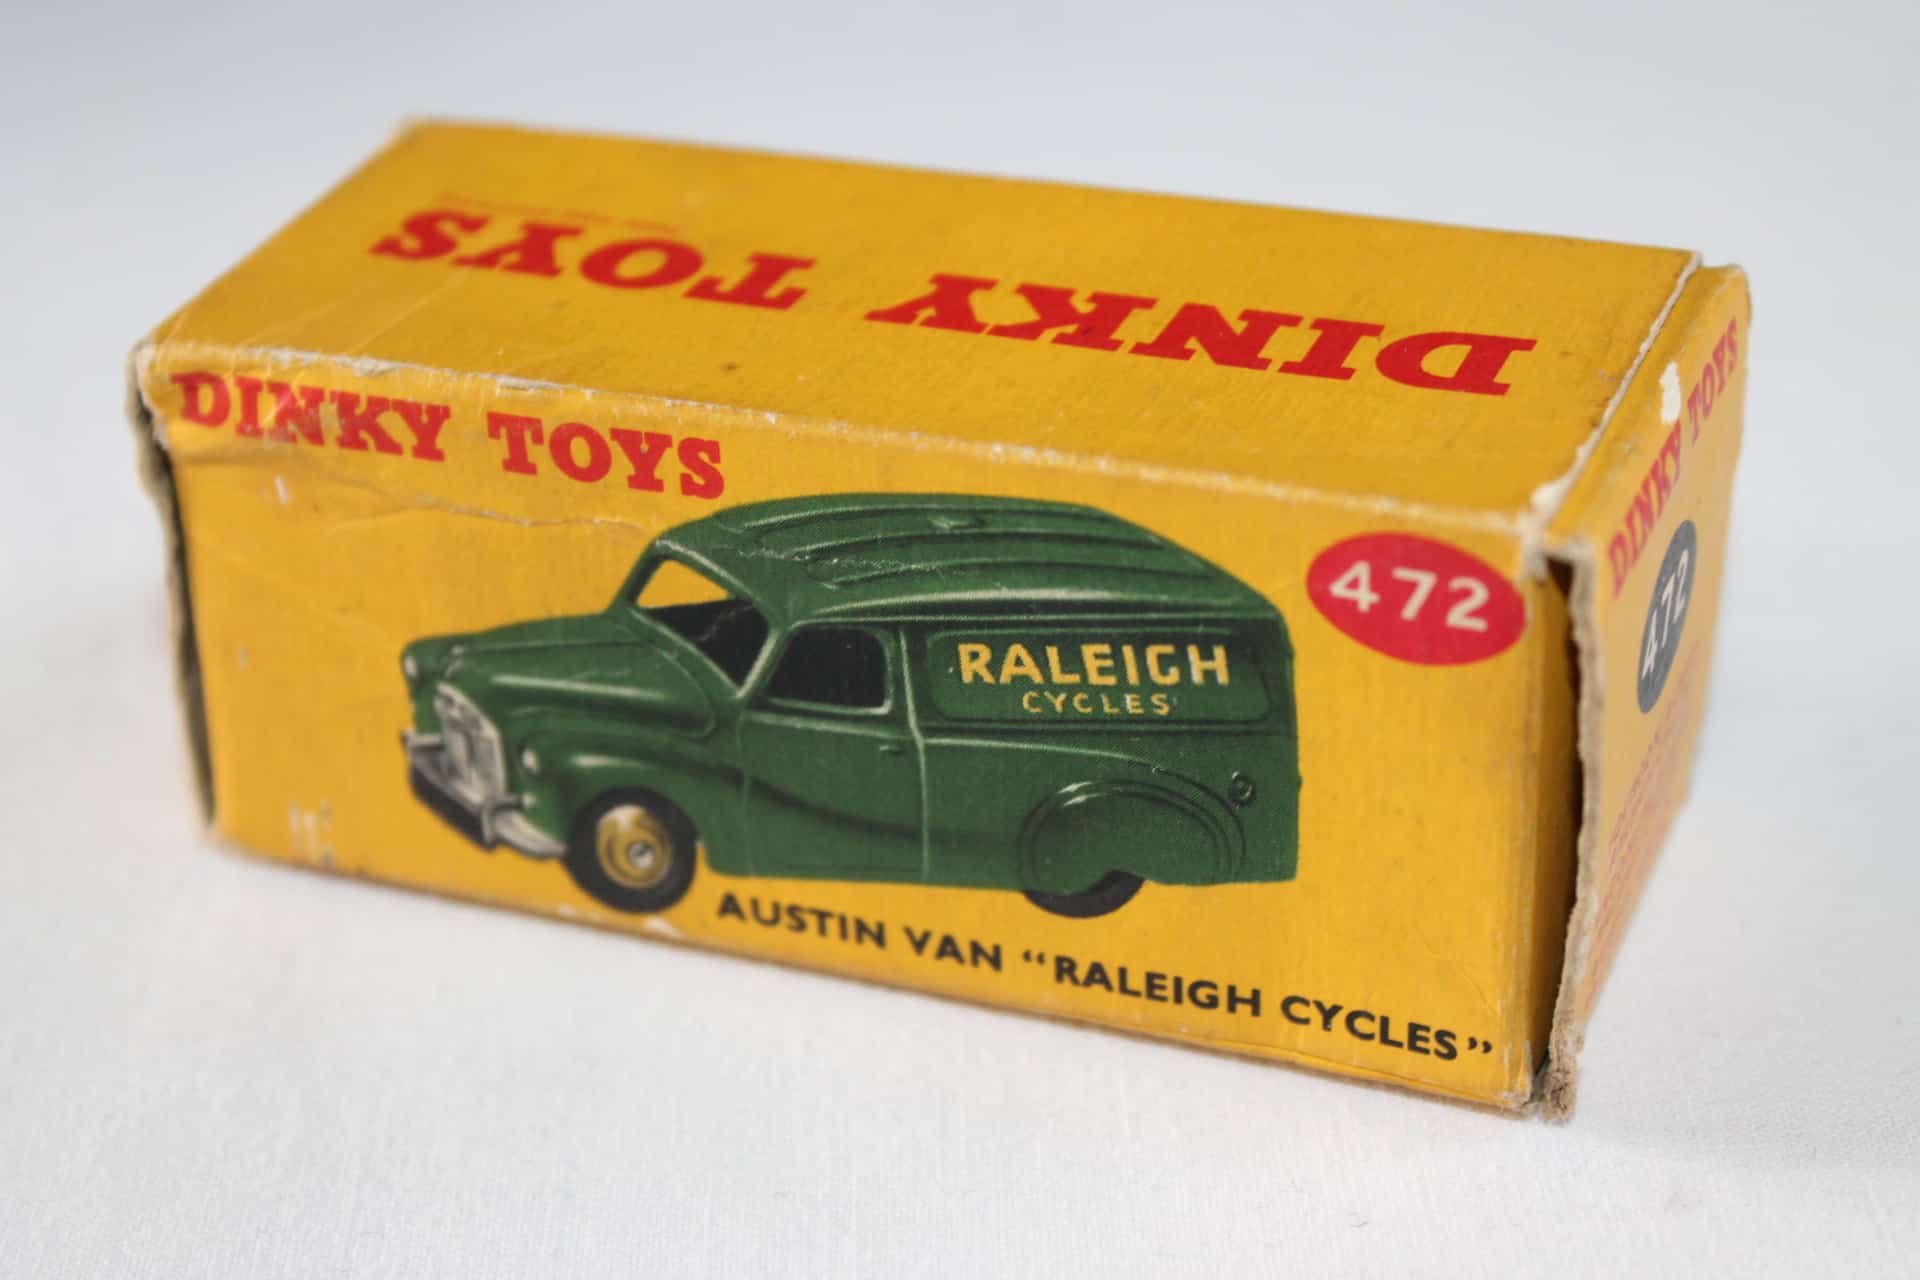 DINKY TOYS
DINKY TOYS
472
RALEIGH
CYCLES
AUSTIN VAN “RALEIGH CYCLES”
DINKY TOYS
472